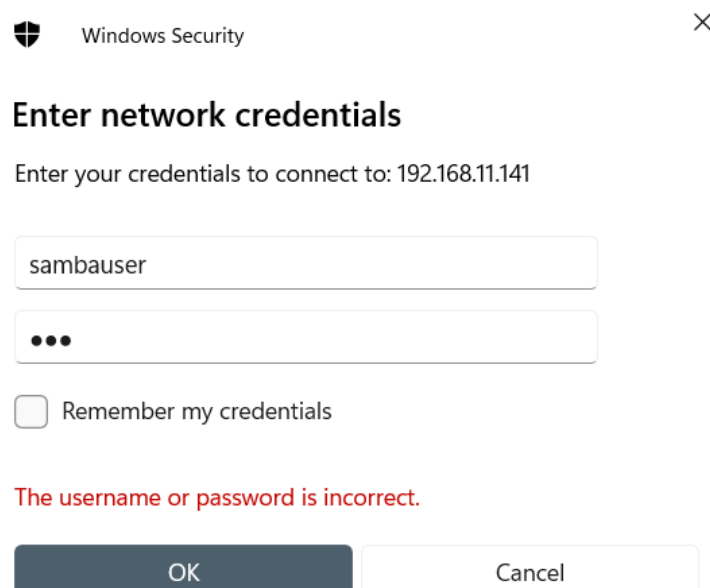 Windows Security
Enter network credentials
Enter your credentials to connect to: 192.168.11.141
sambauser
●●●
Remember my credentials
The username or password is incorrect.
OK
Cancel